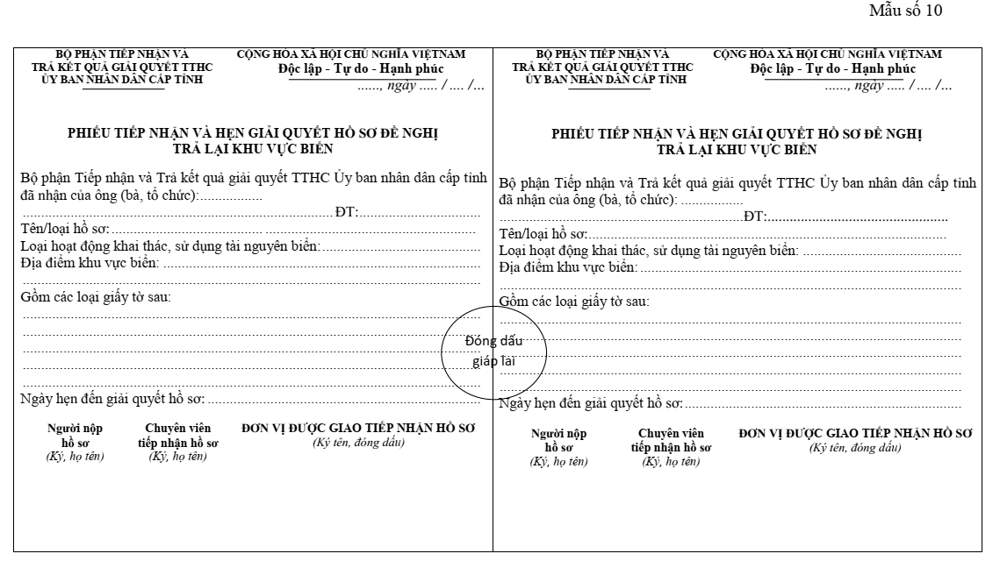 Mẫu số 10
BỘ PHẬN TIẾP NHẬN VÀ
TRẢ KẾT QUẢ GIẢI QUYẾT TTHC
ỦY BAN NHÂN DÂN CẤP TỈNH
CỘNG HÒA XÃ HỘI CHỦ NGHĨA VIỆTNAM
Độc lập - Tự do - Hạnh phúc
......, ngày ..... / .... /...
PHIẾU TIẾP NHẬN VÀ HẸN GIẢI QUYẾT HỒ SƠ ĐỀ NGHỊ
TRẢ LẠI KHU VỰC BIỂN
Bộ phận Tiếp nhận và Trả kết quả giải quyết TTHC Ủy ban nhân dân cấp tỉnh
đã nhận của ông (bà, tổ chức):..................
.......................................................................................... ĐT:...................................
Tên/loại hồ sơ: ........................................... .............................................................
Loại hoạt động khai thác, sử dụng tài nguyên biển:..............................................
Địa điểm khu vực biển: ...........................................................................................
.....................................................................................................................................
Gồm các loại giấy tờ sau:
.....................................................................................................................................
.....................................................................................................................................
.....................................................................................................................................
.....................................................................................................................................
.....................................................................................................................................
Ngày hẹn đến giải quyết hồ sơ: ...............................................................................
Người nộp
hồ sơ
(Ký, họ tên)
Chuyên viên
tiếp nhận hồ sơ
(Ký, họ tên)
ĐƠN VỊ ĐƯỢC GIAO TIẾP NHẬN HỒ SƠ
(Ký tên, đóng dấu)
Đóng dấu
giáp lai
BỘ PHẬN TIẾP NHẬN VÀ
TRẢ KẾT QUẢ GIẢI QUYẾT TTHC
ỦY BAN NHÂN DÂN CẤP TỈNH
CỘNG HÒA XÃ HỘI CHỦ NGHĨA VIỆTNAM
Độc lập - Tự do - Hạnh phúc
......, ngày ..... / .... /...
PHIẾU TIẾP NHẬN VÀ HẸN GIẢI QUYẾT HỒ SƠ ĐỀ NGHỊ
TRẢ LẠI KHU VỰC BIỂN
Bộ phận Tiếp nhận và Trả kết quả giải quyết TTHC Ủy ban nhân dân cấp tỉnh
đã nhận của ông (bà, tổ chức): ..................
......................................................................ĐT:....................................................
Tên/loại hồ sơ:.......................................................................................................
Loại hoạt động khai thác, sử dụng tài nguyên biển: ..............................................
Địa điểm khu vực biển:............................................................................................
.....................................................................................................................................
Gồm các loại giấy tờ sau:
.....................................................................................................................................
.....................................................................................................................................
.....................................................................................................................................
.....................................................................................................................................
.....................................................................................................................................
Ngày hẹn đến giải quyết hồ sơ:................................................................................
Người nộp
hồ sơ
(Ký, họ tên)
Chuyên viên
tiếp nhận hồ sơ
(Ký, họ tên)
ĐƠN VỊ ĐƯỢC GIAO TIẾP NHẬN HỒ SƠ
(Ký tên, đóng dấu)